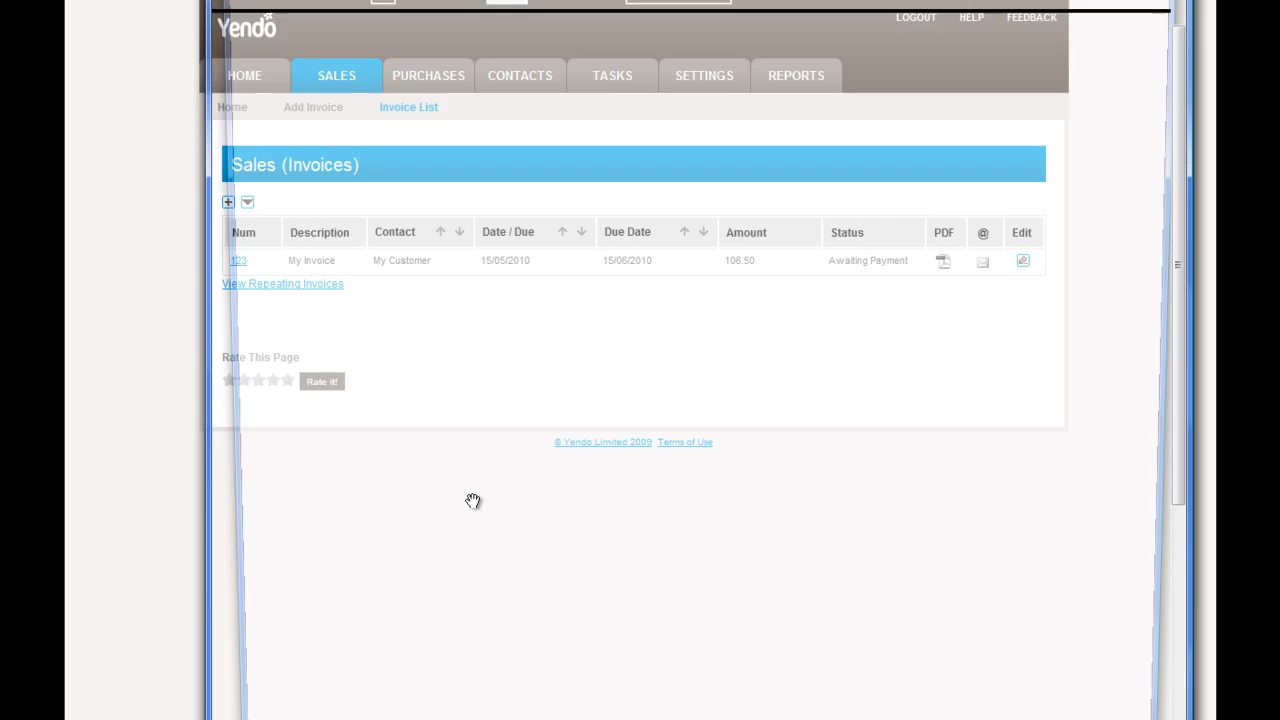 Yendo
LOGOUT HELP FEEDBACK
HOME SALES PURCHASES CONTACTS TASKS SETTINGS REPORTS
Home Add Invoice Invoice List
Sales (Invoices)
Num Description Contact Date / Due Due Date Amount Status PDF @ Edit
123 My Invoice My Customer 15/05/2010 15/06/2010 106.50 Awaiting Payment
View Repeating Invoices
Rate This Page
Rate it!
© Yendo Limited 2009 Terms of Use